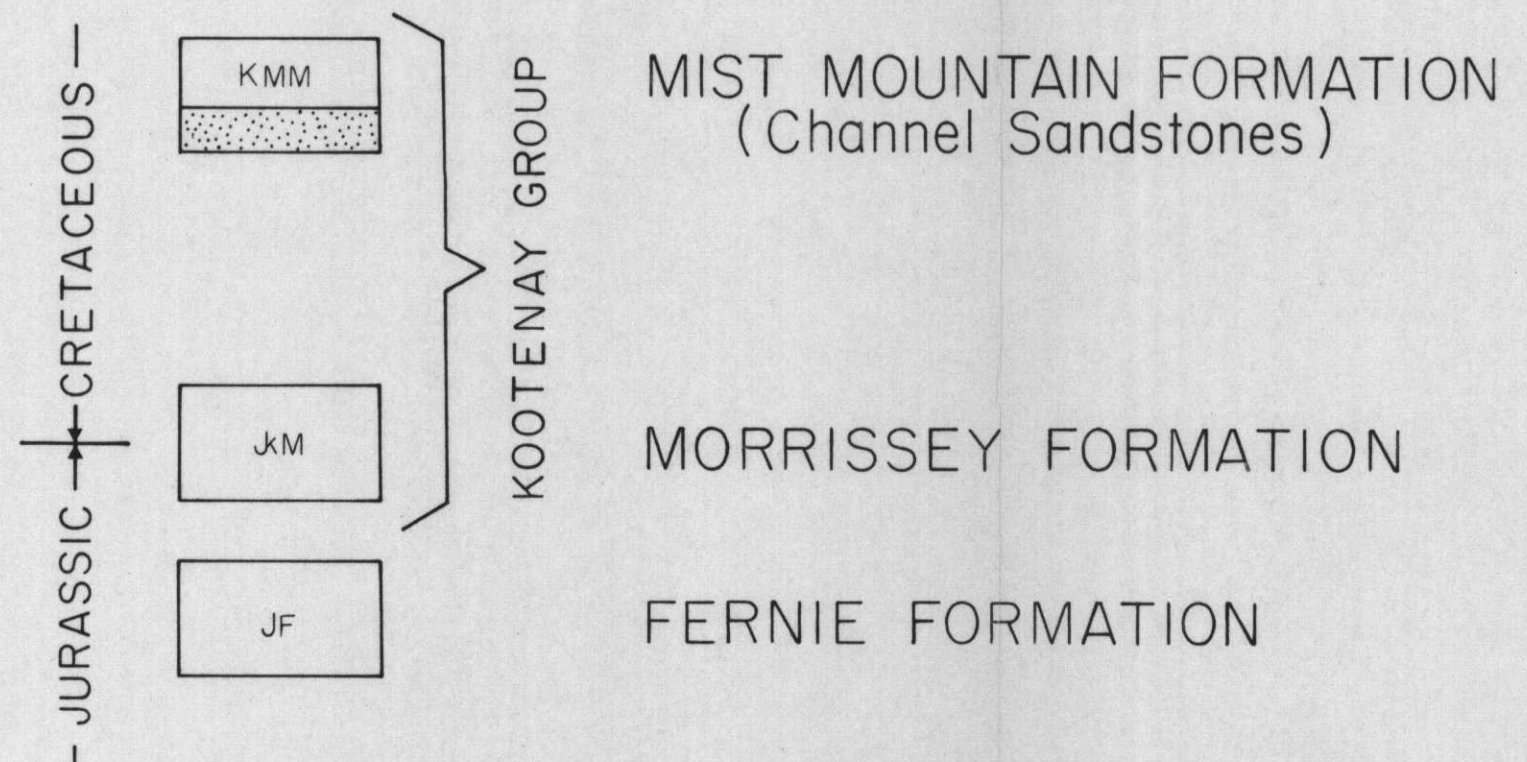 CRETACEOUS
JURASSIC
KMM
JkM
JF
KOOTENAY GROUP
MIST MOUNTAIN FORMATION
(Channel Sandstones)
MORRISSEY FORMATION
FERNIE FORMATION